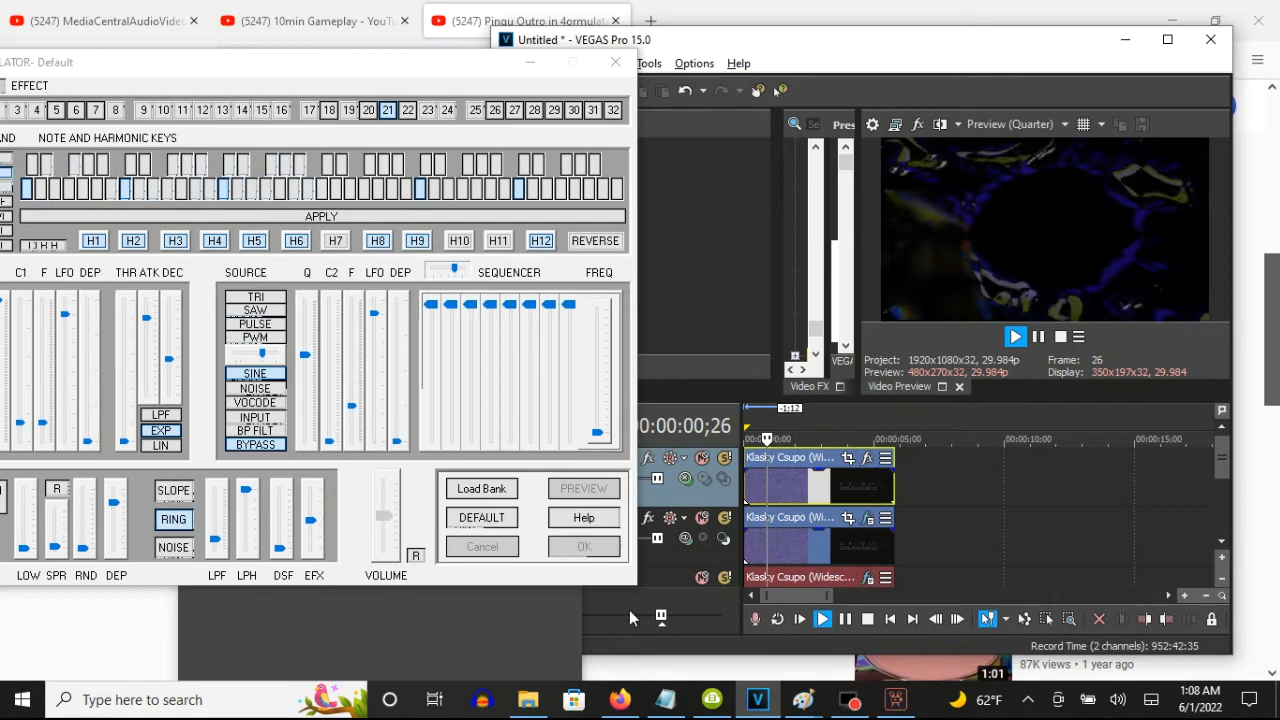 (5247) MediaCentralAudioVideo
(5247) 10min Gameplay - YouTu
(5247) Pingu Outro in 4ormulat
Untitled * - VEGAS Pro 15.0
Tools Options Help
LATOR- Default
EFFECT
3 4 5 6 7 8 9 10 11 12 13 14 15 16 17 18 19 20 21 22 23 24 25 26 27 28 29 30 31 32
AND NOTE AND HARMONIC KEYS
APPLY
H1 H2 H3 H4 H5 H6 H7 H8 H9 H10 H11 H12 REVERSE
C1 F LFO DEP THR ATK DEC SOURCE Q C2 F LFO DEP SEQUENCER FREQ
TRI
SAW
PULSE
PWM
SINE
NOISE
VOCODE
INPUT
BP FILT
BYPASS
LPF
EXP
LIN
R
SLOPE
RING
NOISE
LOW SPR RND DEP LPF LPH DSF EFX VOLUME R
Load Bank PREVIEW
DEFAULT Help
Cancel OK
Se Pres
Preview (Quarter)
Project: 1920x1080x32, 29.984p Frame: 26
Preview: 480x270x32, 29.984p Display: 350x197x32, 29.984
Video FX VEGA Video Preview
00:00:00;26
-1:12
00:00:05;00 00:00:10;00 00:00:15;00
Klasky Csupo (Wi...
Klasky Csupo (Wi...
Klasky Csupo (Widesc...
Record Time (2 channels): 952:42:35
87K views • 1 year ago
1:01
Type here to search
62°F
1:08 AM
6/1/2022